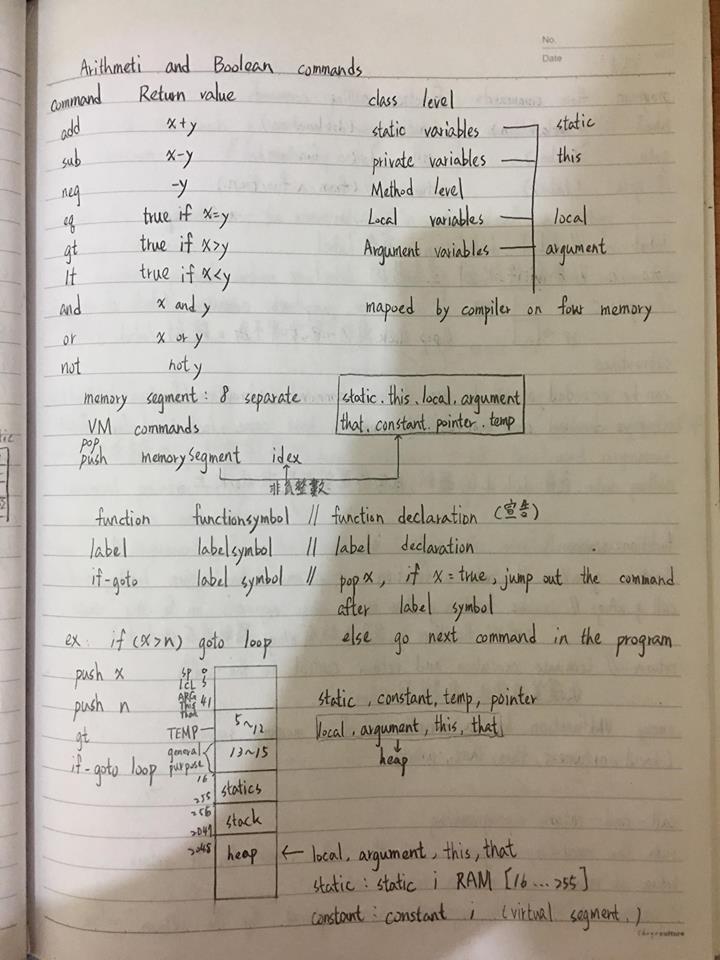 No.
Date
Arithmeti and Boolean commands
command Return value
add x+y
sub x-y
neg -y
eq true if x=y
gt true if x>y
lt true if x<y
and x and y
or x or y
not not y
class level
static variables static
private variables this
Method level
Local variables local
Argument variables argument
mapoed by compiler on four memory
memory segment: 8 separate
static. this. local. argument
that. constant. pointer. temp
VM commands
pop
push memory segment idex
非負整數
function functionsymbol // function declaration (宣告)
label labelsymbol // label declaration
if-goto label symbol // pop x, if x=true, jump out the command
after label symbol
else go next command in the program
ex: if (x>n) goto loop
push x
push n
gt
if-goto loop
SP 0
LCL
ARG
This
That
TEMP 5~12
general
purpose 13~15
16
255 statics
256
2047 stack
2048 heap
static, constant, temp, pointer
local, argument, this, that
heap
← local, argument, this, that
static: static i RAM [16...255]
constant: constant i (virtual segment.)